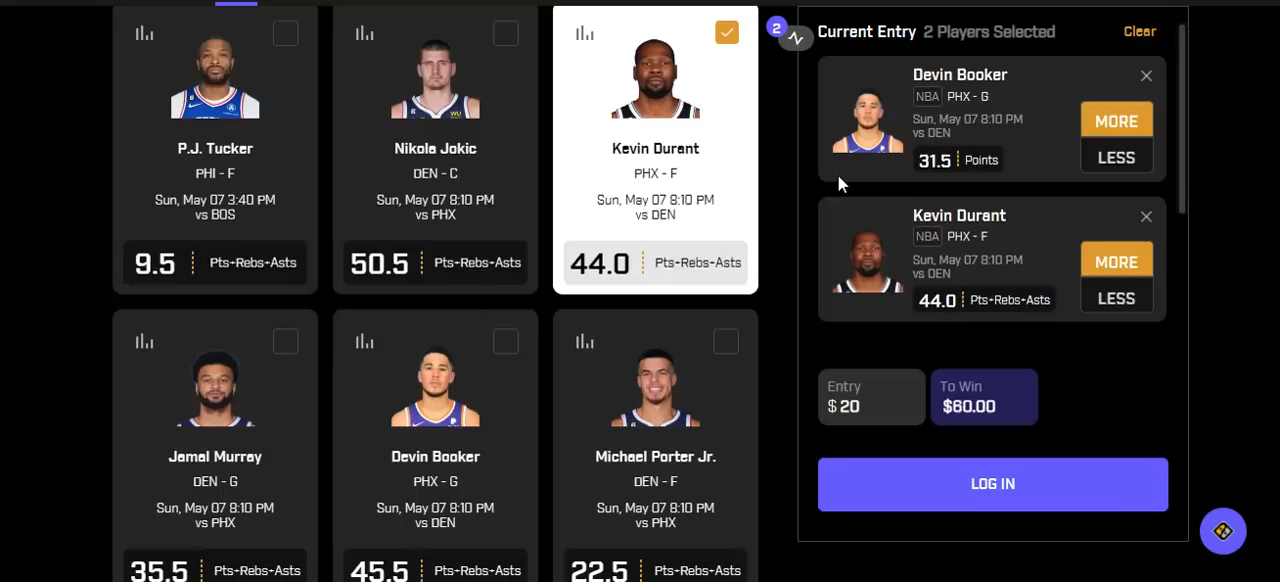 P.J. Tucker
PHI - F
Sun, May 07 3:40 PM
vs BOS
9.5 Pts+Rebs+Asts
Nikola Jokic
DEN - C
Sun, May 07 8:10 PM
vs PHX
50.5 Pts+Rebs+Asts
Kevin Durant
PHX - F
Sun, May 07 8:10 PM
vs DEN
44.0 Pts+Rebs+Asts
Jamal Murray
DEN - G
Sun, May 07 8:10 PM
vs PHX
35.5 Pts+Rebs+Asts
Devin Booker
PHX - G
Sun, May 07 8:10 PM
vs DEN
45.5 Pts+Rebs+Asts
Michael Porter Jr.
DEN - F
Sun, May 07 8:10 PM
vs PHX
22.5 Pts+Rebs+Asts
2
Current Entry 2 Players Selected Clear
Devin Booker
NBA PHX - G
Sun, May 07 8:10 PM
vs DEN
31.5 Points
MORE
LESS
Kevin Durant
NBA PHX - F
Sun, May 07 8:10 PM
vs DEN
44.0 Pts+Rebs+Asts
MORE
LESS
Entry
$ 20
To Win
$60.00
LOG IN